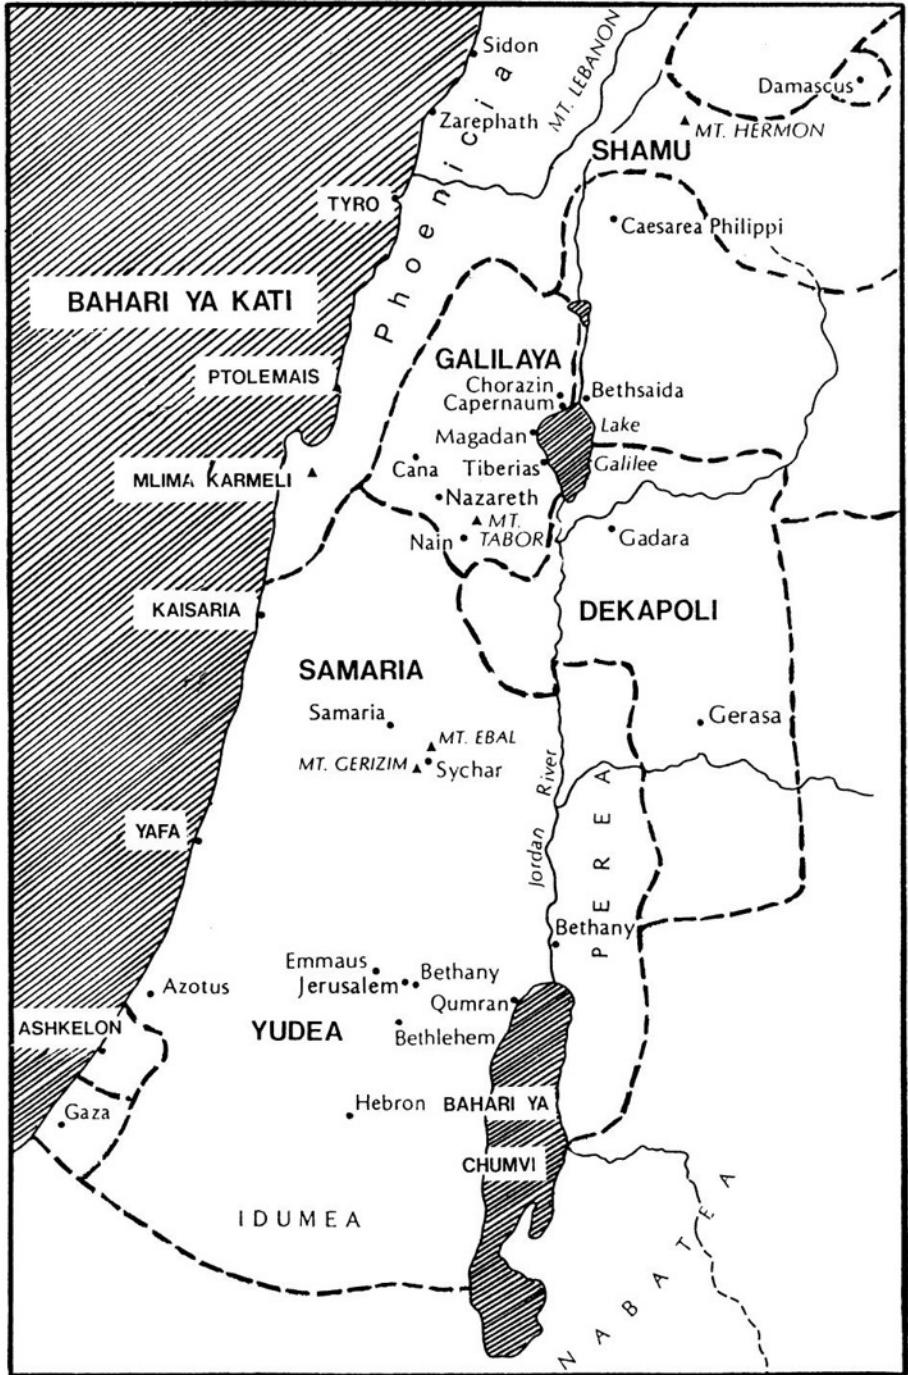 Sidon
Phoenicia
MT. LEBANON
Damascus
Zarephath
MT. HERMON
SHAMU
TYRO
Caesarea Philippi
BAHARI YA KATI
GALILAYA
PTOLEMAIS
Chorazin
Bethsaida
Capernaum
Lake
Magadan
Cana
Tiberias
Galilee
MLIMA KARMELI
Nazareth
MT.
TABOR
Nain
Gadara
KAISARIA
DEKAPOLI
SAMARIA
Samaria
Gerasa
MT. EBAL
MT. GERIZIM
Sychar
Jordan River
PEREA
YAFA
Bethany
Emmaus
Jerusalem
Bethany
Azotus
Qumran
ASHKELON
YUDEA
Bethlehem
Gaza
Hebron
BAHARI YA
CHUMVI
IDUMEA
NABATEA